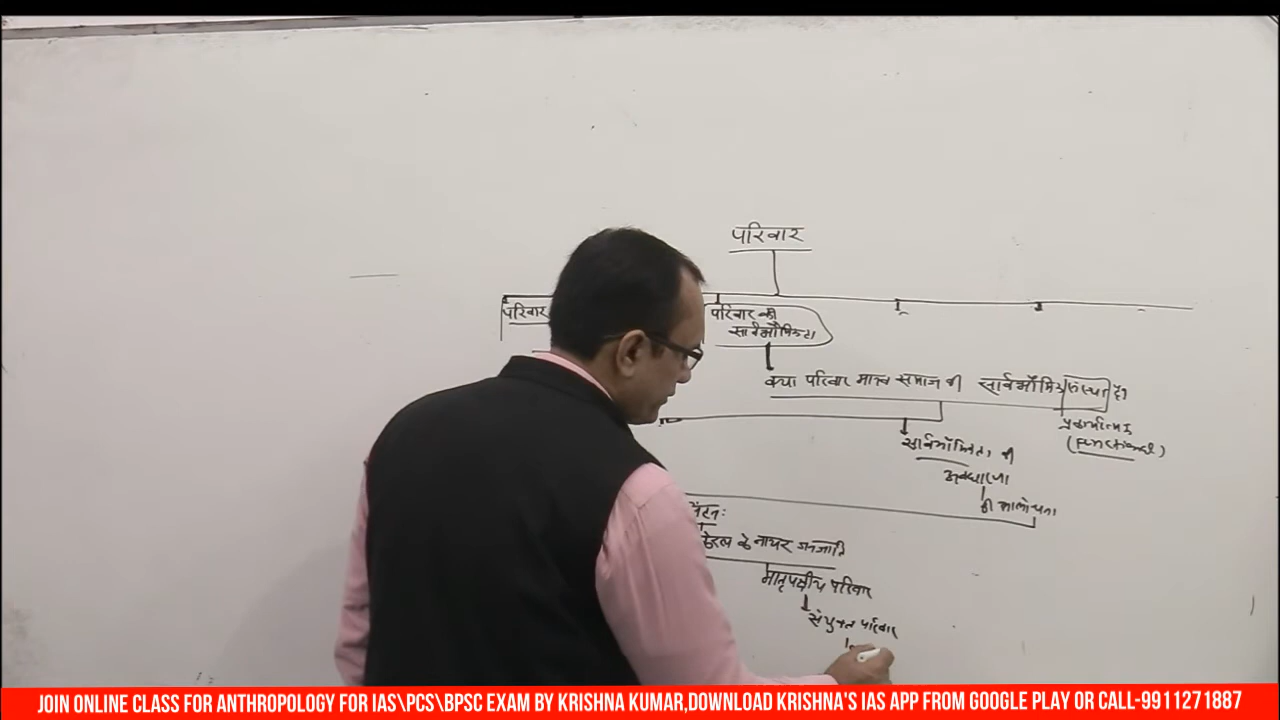 परिवार
परिवार
परिवार की
सार्वभौमिकता
क्या परिवार मानव समाज की सार्वभौमिक संस्था है
प्रकार्यात्मक
(Functional)
सार्वभौमिकता की
अवधारणा
की आलोचना
केरल के नायर जनजाति
मातृपक्षीय परिवार
संयुक्त परिवार
JOIN ONLINE CLASS FOR ANTHROPOLOGY FOR IAS\PCS\BPSC EXAM BY KRISHNA KUMAR,DOWNLOAD KRISHNA'S IAS APP FROM GOOGLE PLAY OR CALL-9911271887